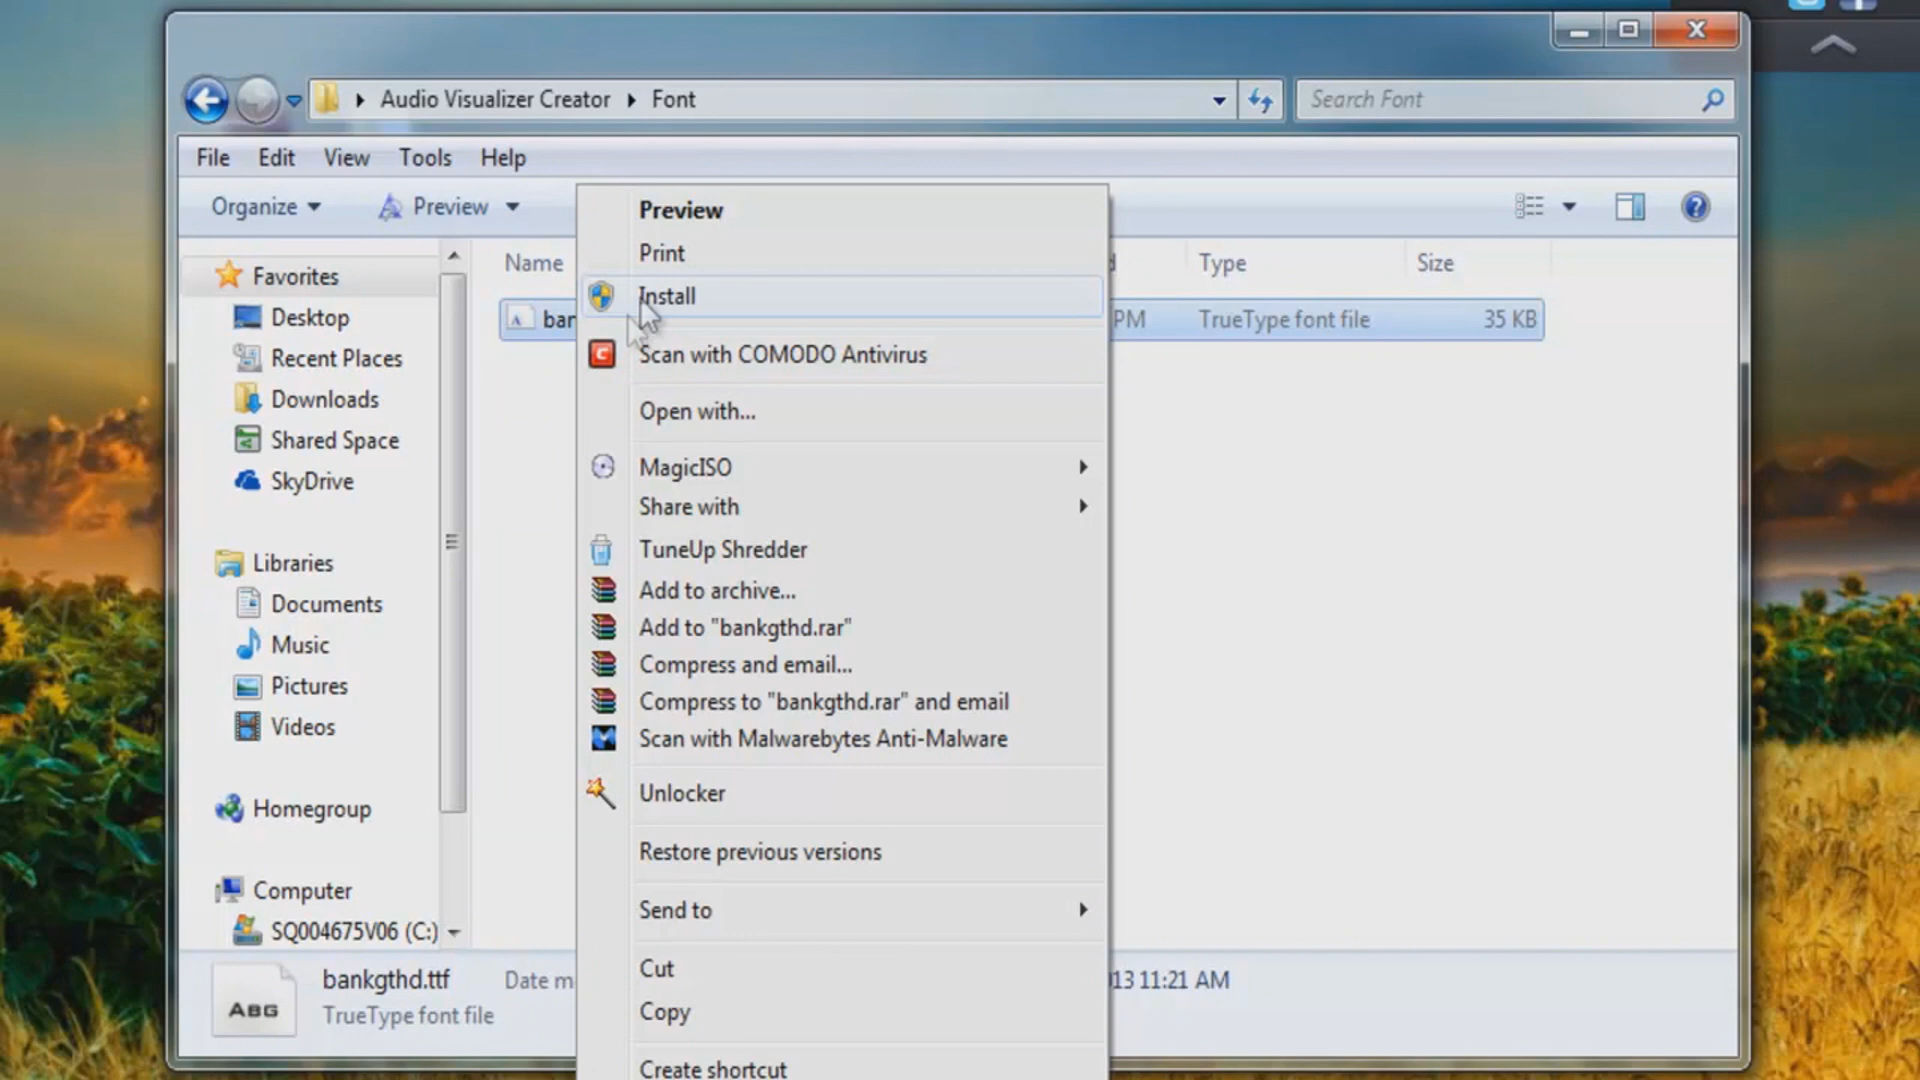 Audio Visualizer Creator Font
Search Font
File Edit View Tools Help
Organize Preview
Name Type Size
TrueType font file 35 KB
PM
Favorites
Desktop
Recent Places
Downloads
Shared Space
SkyDrive
Libraries
Documents
Music
Pictures
Videos
Homegroup
Computer
SQ004675V06 (C:)
Preview
Print
Install
Scan with COMODO Antivirus
Open with...
MagicISO
Share with
TuneUp Shredder
Add to archive...
Add to "bankgthd.rar"
Compress and email...
Compress to "bankgthd.rar" and email
Scan with Malwarebytes Anti-Malware
Unlocker
Restore previous versions
Send to
Cut
Copy
Create shortcut
ABG
bankgthd.ttf
TrueType font file
Date m
13 11:21 AM